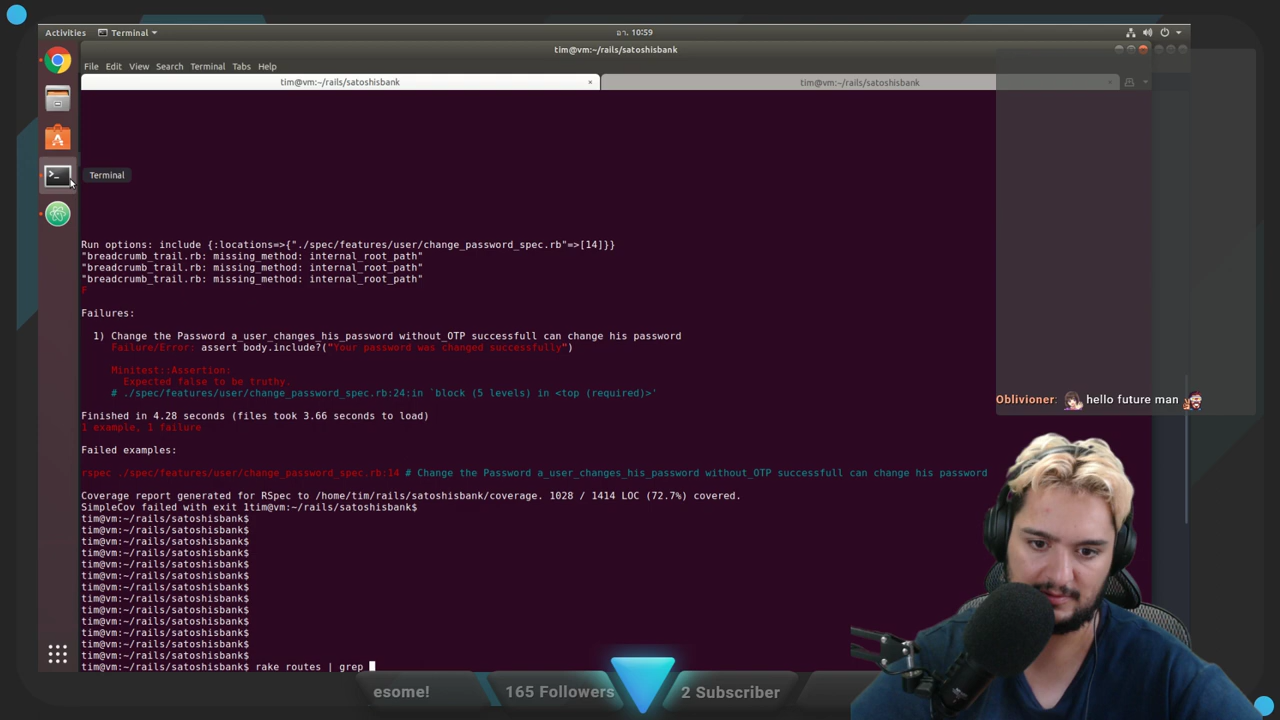 Activities
Terminal
อา. 10:59
tim@vm:~/rails/satoshisbank
File Edit View Search Terminal Tabs Help
tim@vm:~/rails/satoshisbank
tim@vm:~/rails/satoshisbank
Terminal
Run options: include {:locations=>{"./spec/features/user/change_password_spec.rb"=>[14]}}
"breadcrumb_trail.rb: missing_method: internal_root_path"
"breadcrumb_trail.rb: missing_method: internal_root_path"
"breadcrumb_trail.rb: missing_method: internal_root_path"
F
Failures:
1) Change the Password a_user_changes_his_password without_OTP successfull can change his password
Failure/Error: assert body.include?("Your password was changed successfully")
Minitest::Assertion:
Expected false to be truthy.
# ./spec/features/user/change_password_spec.rb:24:in `block (5 levels) in <top (required)>'
Finished in 4.28 seconds (files took 3.66 seconds to load)
1 example, 1 failure
Failed examples:
rspec ./spec/features/user/change_password_spec.rb:14 # Change the Password a_user_changes_his_password without_OTP successfull can change his password
Coverage report generated for RSpec to /home/tim/rails/satoshisbank/coverage. 1028 / 1414 LOC (72.7%) covered.
SimpleCov failed with exit 1tim@vm:~/rails/satoshisbank$
tim@vm:~/rails/satoshisbank$
tim@vm:~/rails/satoshisbank$
tim@vm:~/rails/satoshisbank$
tim@vm:~/rails/satoshisbank$
tim@vm:~/rails/satoshisbank$
tim@vm:~/rails/satoshisbank$
tim@vm:~/rails/satoshisbank$
tim@vm:~/rails/satoshisbank$
tim@vm:~/rails/satoshisbank$
tim@vm:~/rails/satoshisbank$
tim@vm:~/rails/satoshisbank$
tim@vm:~/rails/satoshisbank$
tim@vm:~/rails/satoshisbank$ rake routes | grep
Oblivioner: hello future man
esome!
165 Followers
2 Subscriber